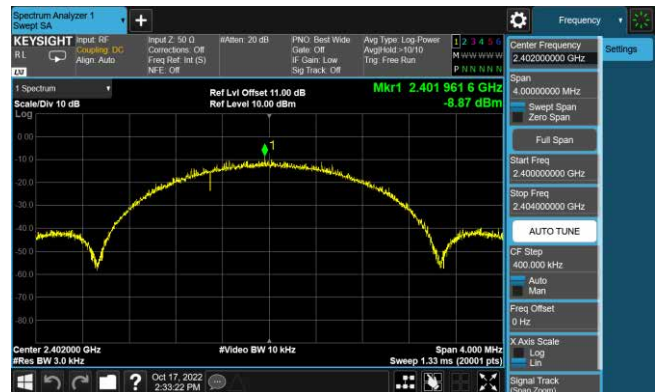 Spectrum Analyzer 1
Swept SA
+
Frequency
KEYSIGHT
RL
Input: RF
Coupling: DC
Align: Auto
Input Z: 50 Ω
Corrections: Off
Freq Ref: Int (S)
NFE: Off
#Atten: 20 dB
PNO: Best Wide
Gate: Off
IF Gain: Low
Sig Track: Off
Avg Type: Log-Power
Avg|Hold:>10/10
Trig: Free Run
1 2 3 4 5 6
M W W W W W
P N N N N N
1 Spectrum
Scale/Div 10 dB
Log
Ref Lvl Offset 11.00 dB
Ref Level 10.00 dBm
Mkr1 2.401 961 6 GHz
-8.87 dBm
1
0.00
-10.0
-20.0
-30.0
-40.0
-50.0
-60.0
-70.0
-80.0
Center 2.402000 GHz
#Res BW 3.0 kHz
#Video BW 10 kHz
Span 4.000 MHz
Sweep 1.33 ms (20001 pts)
Center Frequency
2.402000000 GHz
Settings
Span
4.00000000 MHz
Swept Span
Zero Span
Full Span
Start Freq
2.400000000 GHz
Stop Freq
2.404000000 GHz
AUTO TUNE
CF Step
400.000 kHz
Auto
Man
Freq Offset
0 Hz
X Axis Scale
Log
Lin
Signal Track
(Span Zoom)
?
Oct 17, 2022
2:33:22 PM